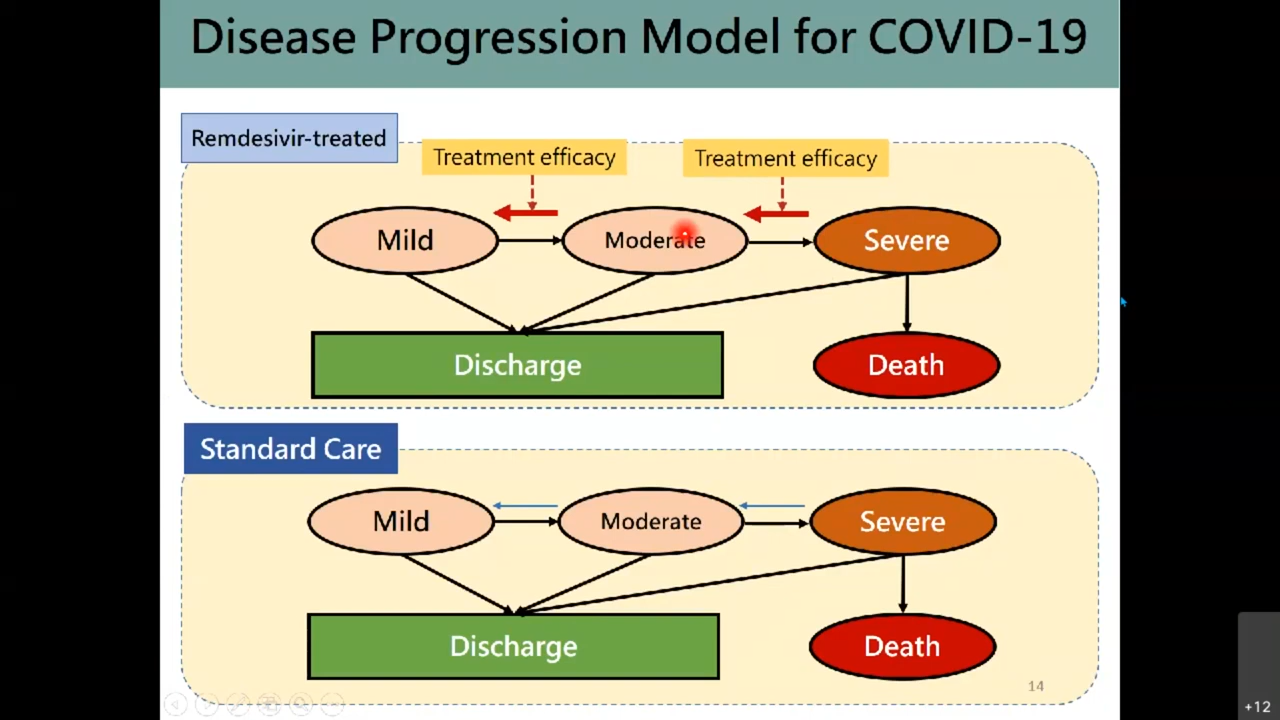 Disease Progression Model for COVID-19
Remdesivir-treated
Treatment efficacy
Treatment efficacy
Mild
Moderate
Severe
Discharge
Death
Standard Care
Mild
Moderate
Severe
Discharge
Death
14
+12